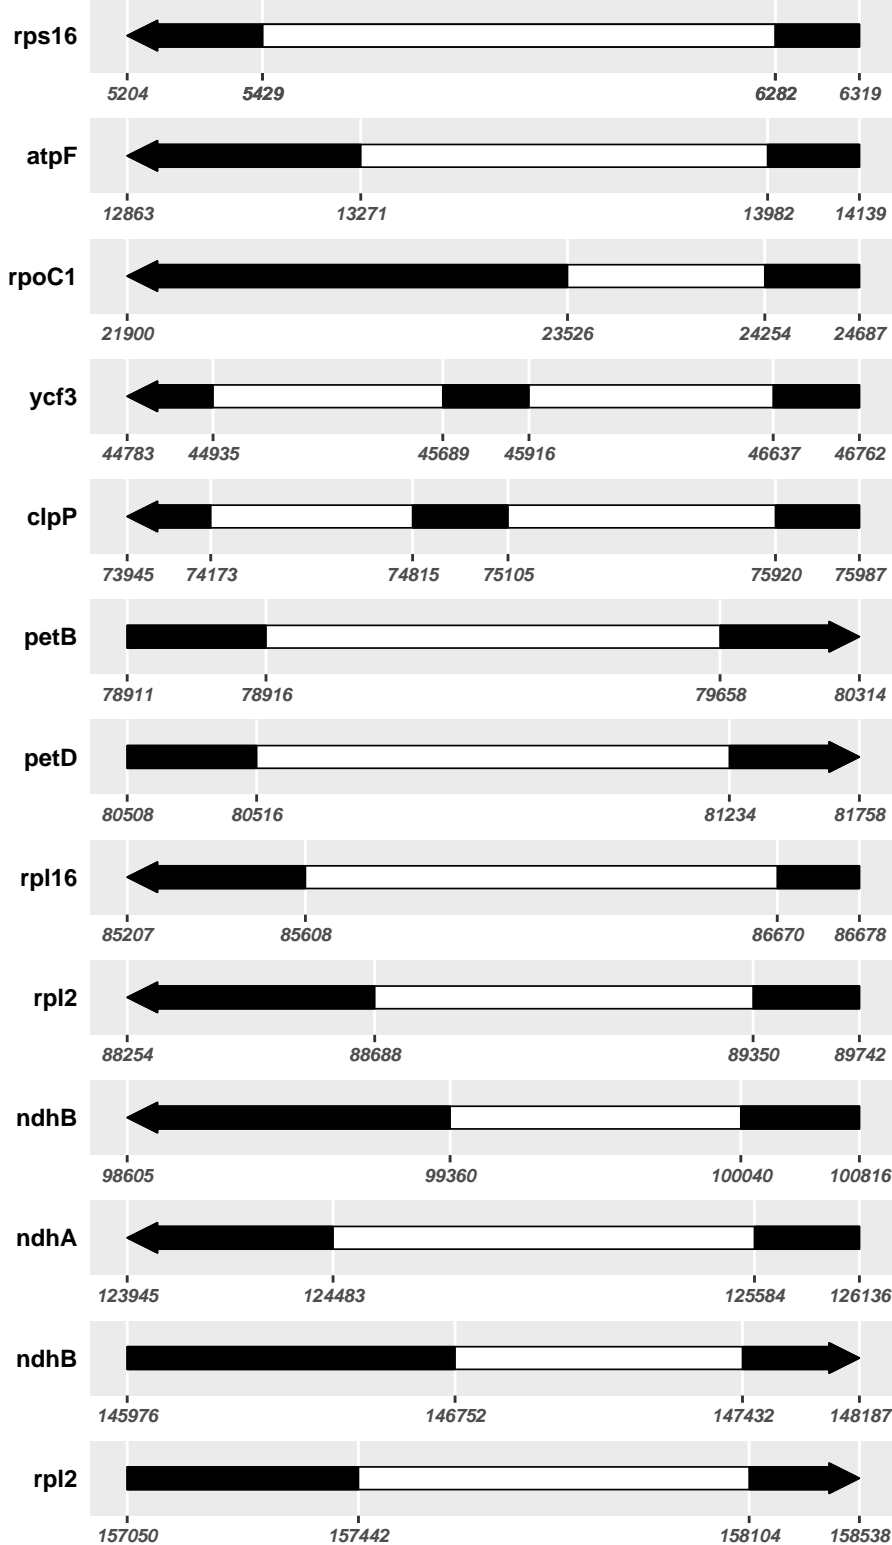 rps16
5204 5429 6282 6319
atpF
12863 13271 13982 14139
rpoC1
21900 23526 24254 24687
ycf3
44783 44935 45689 45916 46637 46762
clpP
73945 74173 74815 75105 75920 75987
petB
78911 78916 79658 80314
petD
80508 80516 81234 81758
rpl16
85207 85608 86670 86678
rpl2
88254 88688 89350 89742
ndhB
98605 99360 100040 100816
ndhA
123945 124483 125584 126136
ndhB
145976 146752 147432 148187
rpl2
157050 157442 158104 158538